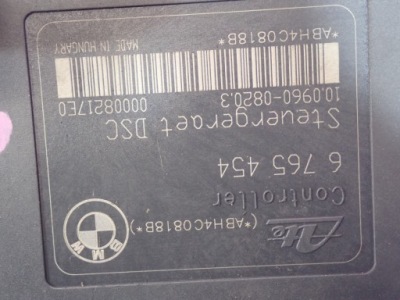 Ate
BMW
(*ABH4C0818B*)
Controller
6 765 454
Steuergeraet DSC
10.0960-0820.3
00008217E0
*ABH4C0818B*
MADE IN HUNGARY